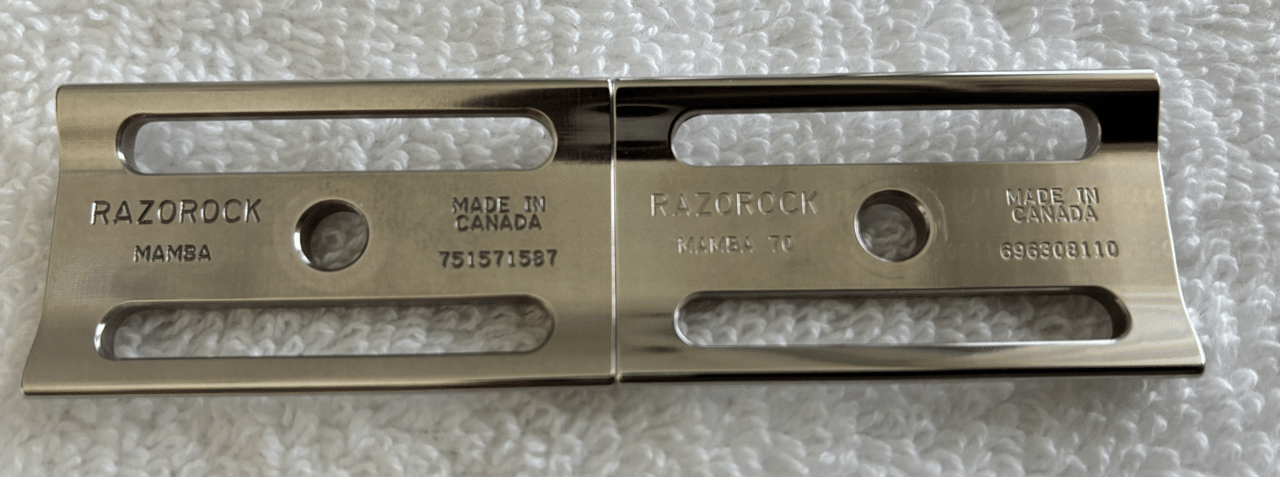 RAZOROCK
MAMBA
MADE IN
CANADA
751571587
RAZOROCK
MAMBA 70
MADE IN
CANADA
696308110